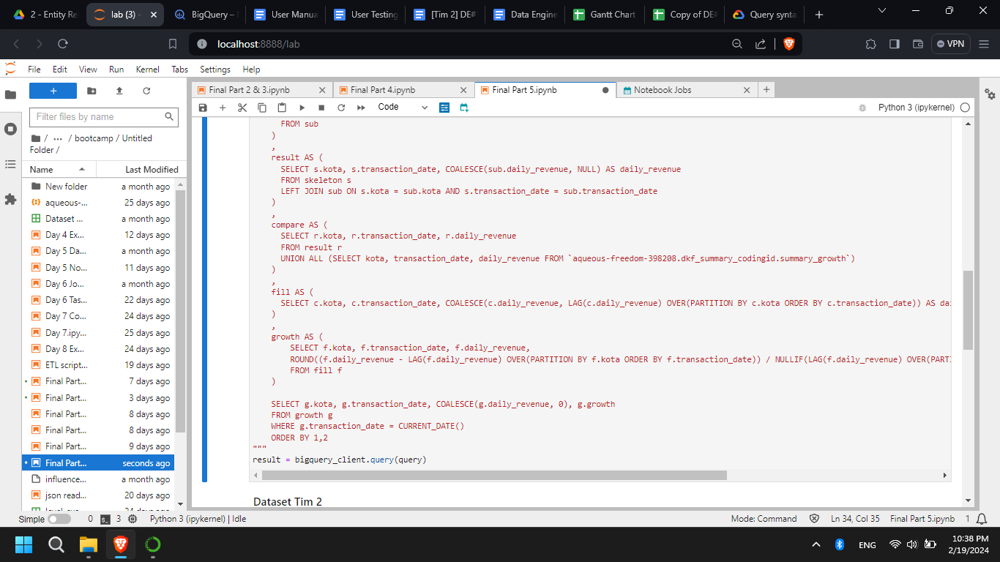 2 - Entity Re
lab (3) -
BigQuery –
User Manua
User Testing
[Tim 2] DE#
Data Engine
Gantt Chart
Copy of DE#
Query synta
localhost:8888/lab
VPN
File Edit View Run Kernel Tabs Settings Help
Filter files by name
/ ... / bootcamp / Untitled
Folder /
Name Last Modified
New folder a month ago
aqueous-... 25 days ago
Dataset ... a month ago
Day 4 Ex... 12 days ago
Day 5 Da... a month ago
Day 5 No... 11 days ago
Day 6 Jo... a month ago
Day 6 Tas... 22 days ago
Day 7 Co... 24 days ago
Day 7.ipy... 25 days ago
Day 8 Ex... 24 days ago
ETL script... 19 days ago
Final Part... 7 days ago
Final Part... 3 days ago
Final Part... 8 days ago
Final Part... 8 days ago
Final Part... 9 days ago
Final Part... seconds ago
influence... a month ago
json read... 20 days ago
Final Part 2 & 3.ipynb
Final Part 4.ipynb
Final Part 5.ipynb
Notebook Jobs
Code
Python 3 (ipykernel)
FROM sub
)
,
result AS (
SELECT s.kota, s.transaction_date, COALESCE(sub.daily_revenue, NULL) AS daily_revenue
FROM skeleton s
LEFT JOIN sub ON s.kota = sub.kota AND s.transaction_date = sub.transaction_date
)
,
compare AS (
SELECT r.kota, r.transaction_date, r.daily_revenue
FROM result r
UNION ALL (SELECT kota, transaction_date, daily_revenue FROM `aqueous-freedom-398208.dkf_summary_codingid.summary_growth`)
)
,
fill AS (
SELECT c.kota, c.transaction_date, COALESCE(c.daily_revenue, LAG(c.daily_revenue) OVER(PARTITION BY c.kota ORDER BY c.transaction_date)) AS dai
)
,
growth AS (
SELECT f.kota, f.transaction_date, f.daily_revenue,
ROUND((f.daily_revenue - LAG(f.daily_revenue) OVER(PARTITION BY f.kota ORDER BY f.transaction_date)) / NULLIF(LAG(f.daily_revenue) OVER(PARTI
FROM fill f
)
SELECT g.kota, g.transaction_date, COALESCE(g.daily_revenue, 0), g.growth
FROM growth g
WHERE g.transaction_date = CURRENT_DATE()
ORDER BY 1,2
"""
result = bigquery_client.query(query)
Dataset Tim 2
Simple 0 3 Python 3 (ipykernel) | Idle
Mode: Command
Ln 34, Col 35
Final Part 5.ipynb
1
ENG
10:38 PM
2/19/2024